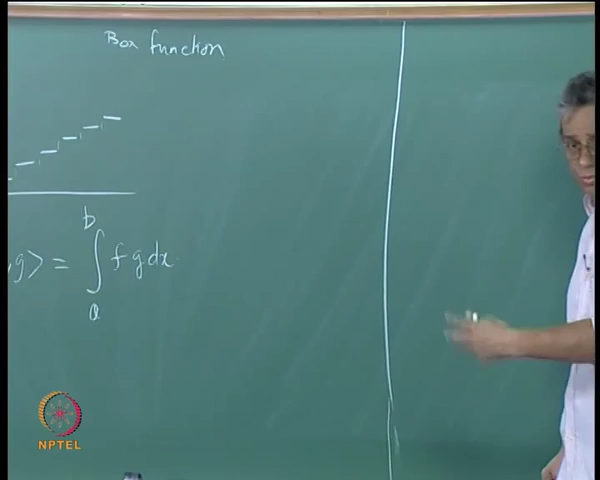 Box function
g> = ∫ f g dx
b
a
NPTEL